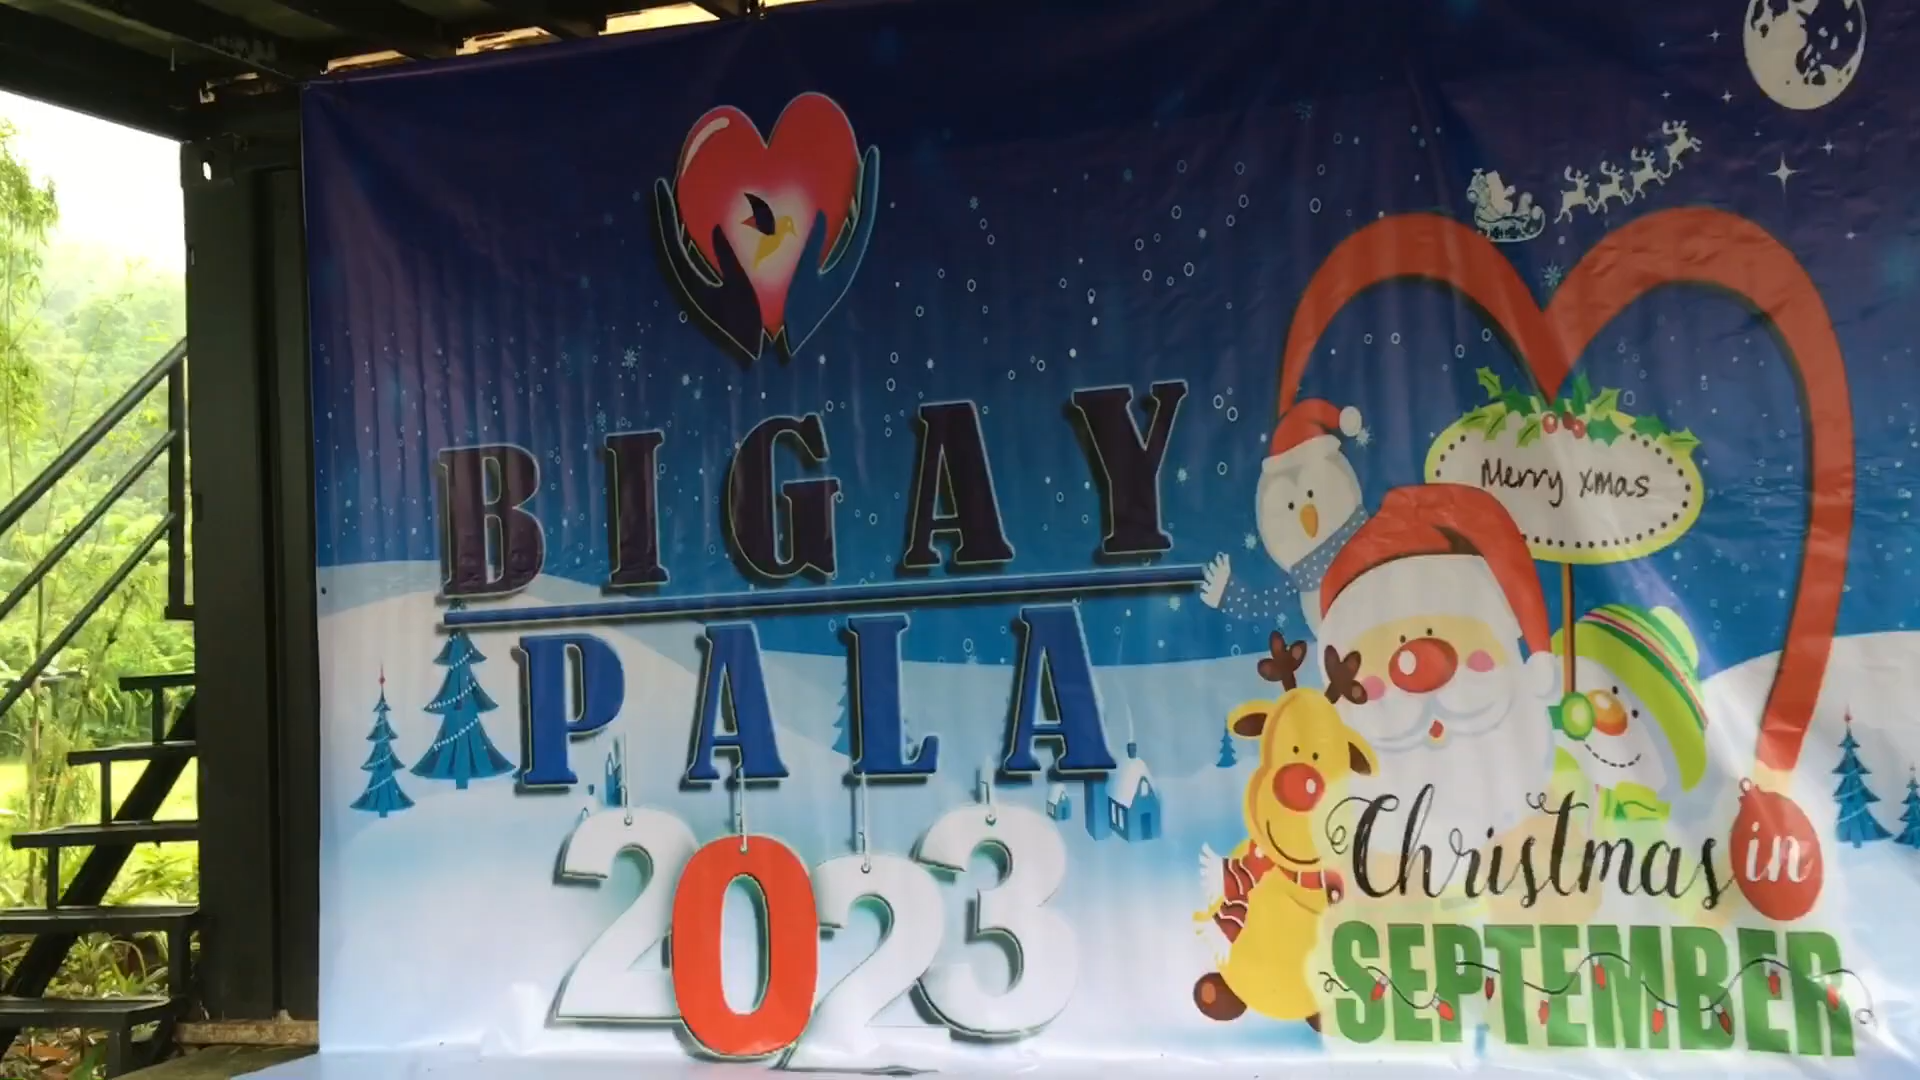 BIGAY
PALA
2023
Merry xmas
Christmas in
SEPTEMBER